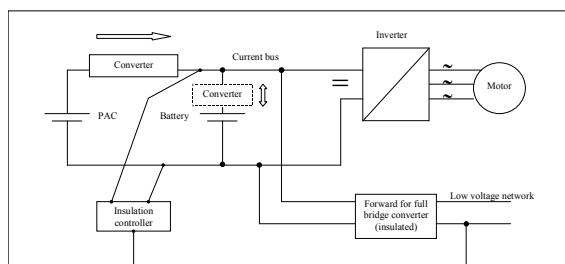 Inverter
Current bus
Converter
Converter
PAC
Battery
=
~
~
~
Motor
Insulation
controller
Forward for full
bridge converter
(insulated)
Low voltage network